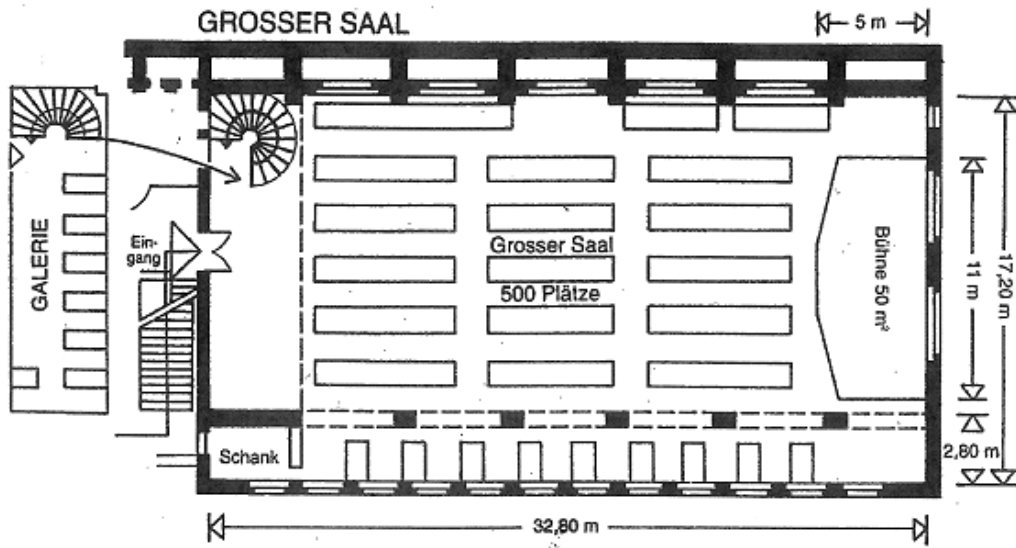 GROSSER SAAL
5 m
GALERIE
Ein-
gang
Grosser Saal
500 Plätze
Bühne 50 m²
11 m
17,20 m
Schank
2,80 m
32,80 m